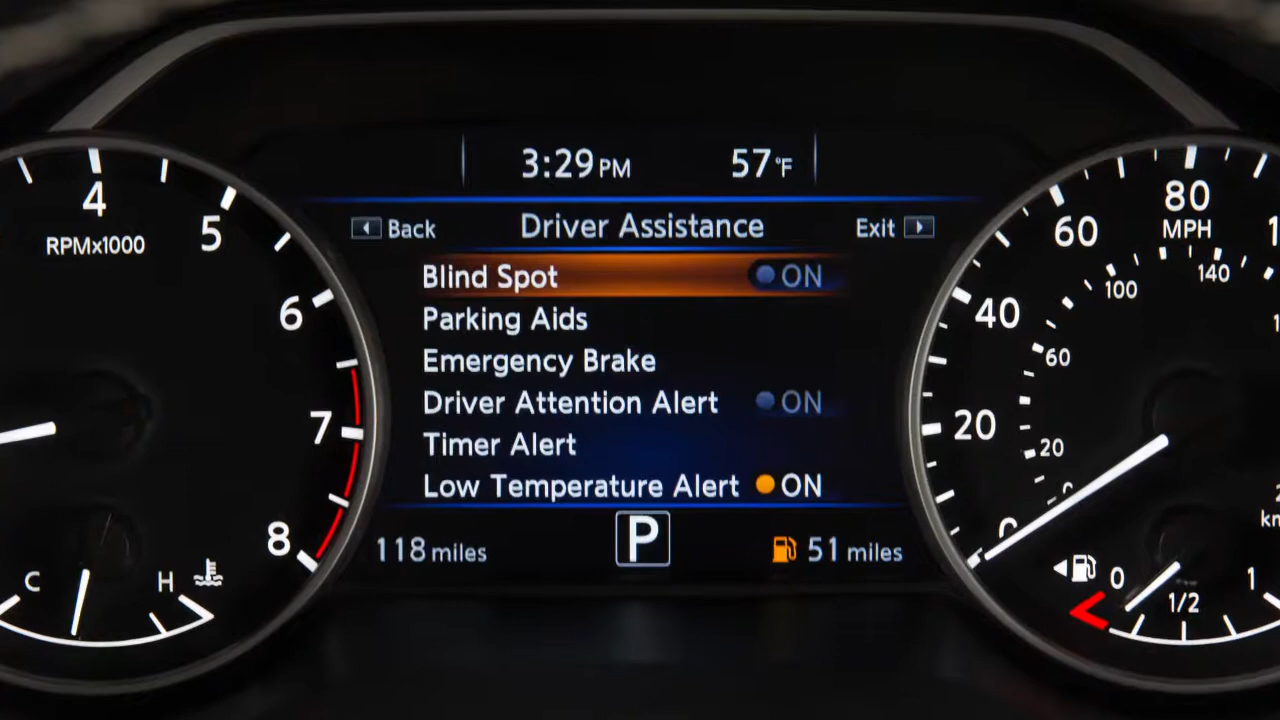 3:29 PM 57°F
Back Driver Assistance Exit
Blind Spot ON
Parking Aids
Emergency Brake
Driver Attention Alert ON
Timer Alert
Low Temperature Alert ON
118 miles P 51 miles
4
RPMx1000
5
6
7
8
C H
80
MPH
60
40
20
0
140
100
60
20
0 1/2 1